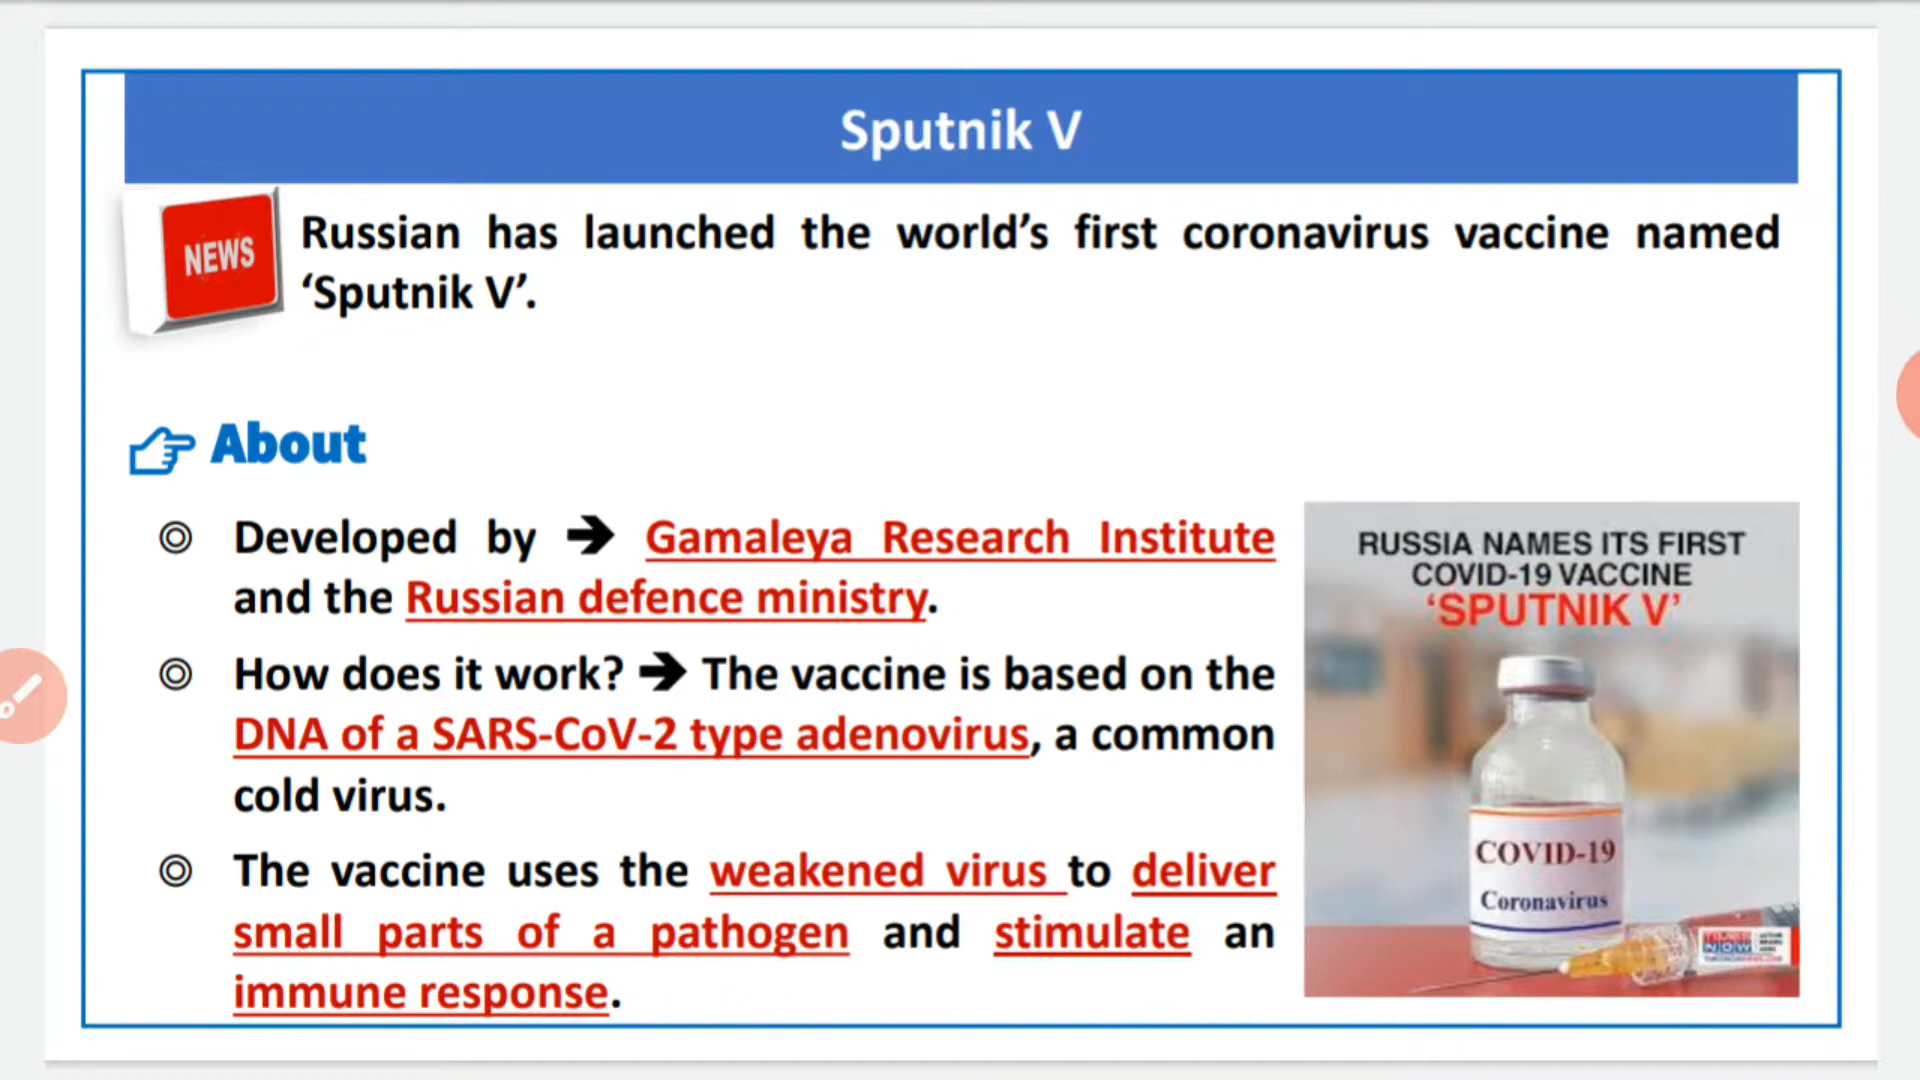 Sputnik V
NEWS
Russian has launched the world’s first coronavirus vaccine named
‘Sputnik V’.
About
Developed by ➔ Gamaleya Research Institute
and the Russian defence ministry.
How does it work? ➔ The vaccine is based on the
DNA of a SARS-CoV-2 type adenovirus, a common
cold virus.
The vaccine uses the weakened virus to deliver
small parts of a pathogen and stimulate an
immune response.
RUSSIA NAMES ITS FIRST
COVID-19 VACCINE
‘SPUTNIK V’
COVID-19
Coronavirus